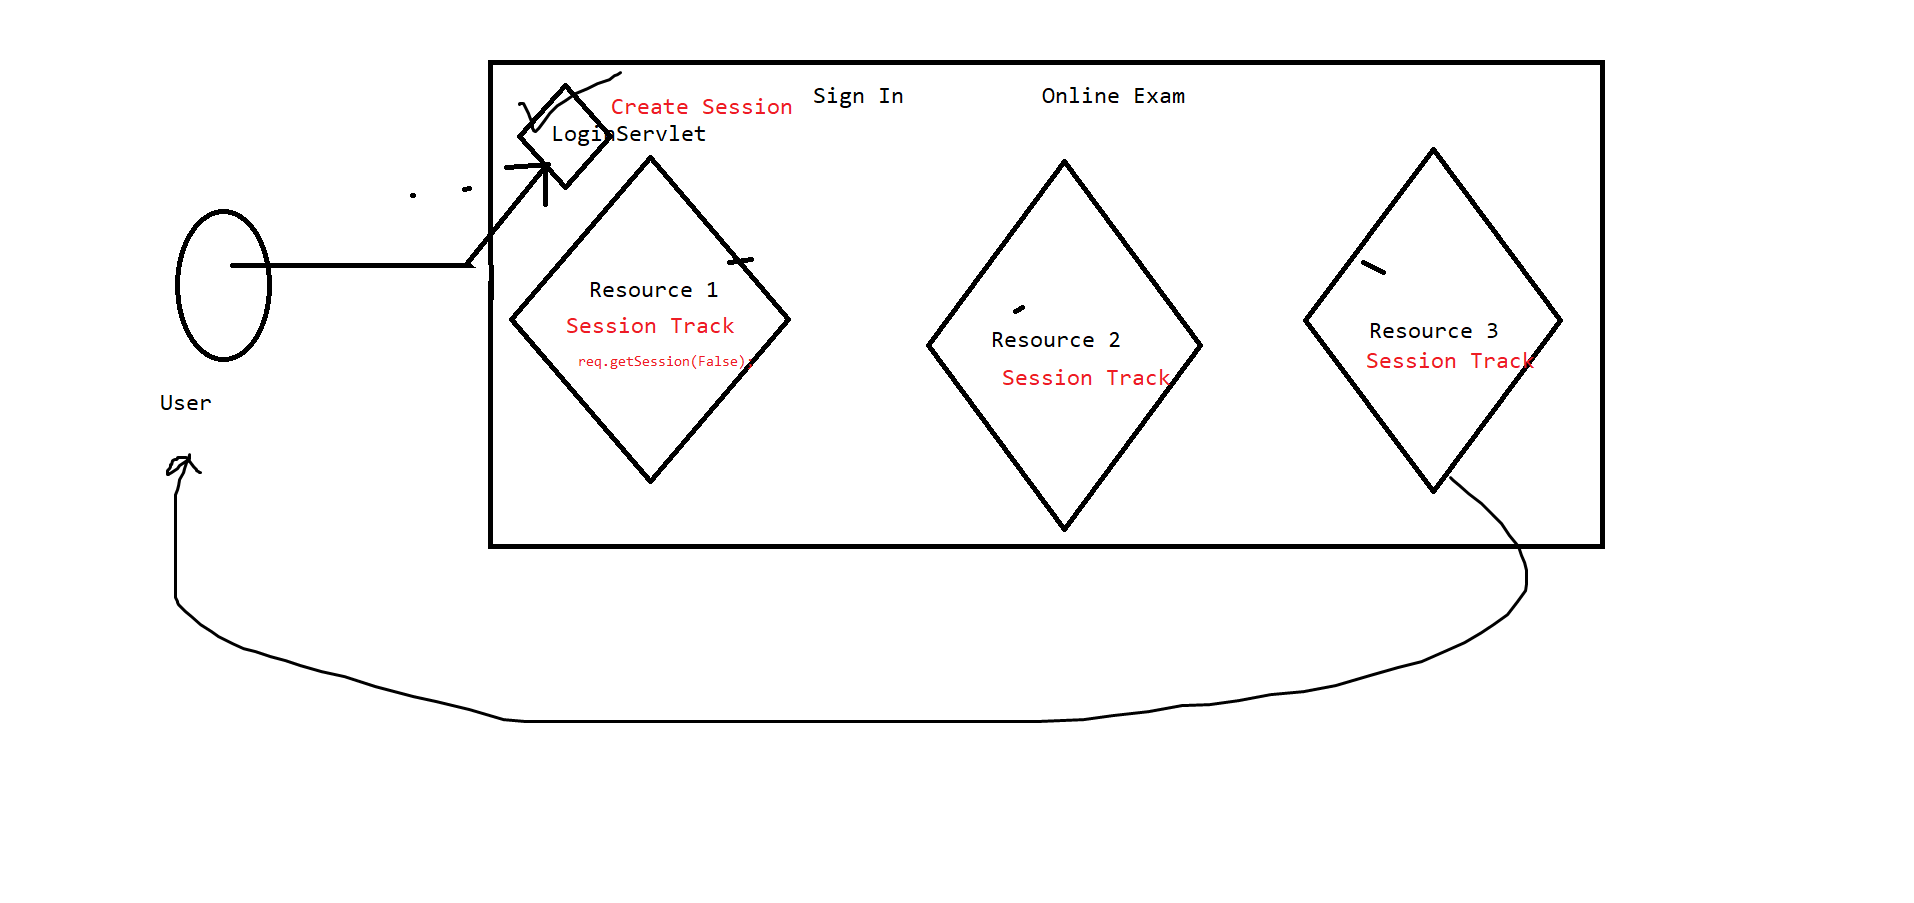 Sign In
Online Exam
Create Session
LoginServlet
Resource 1
Session Track
req.getSession(False);
Resource 2
Session Track
Resource 3
Session Track
User